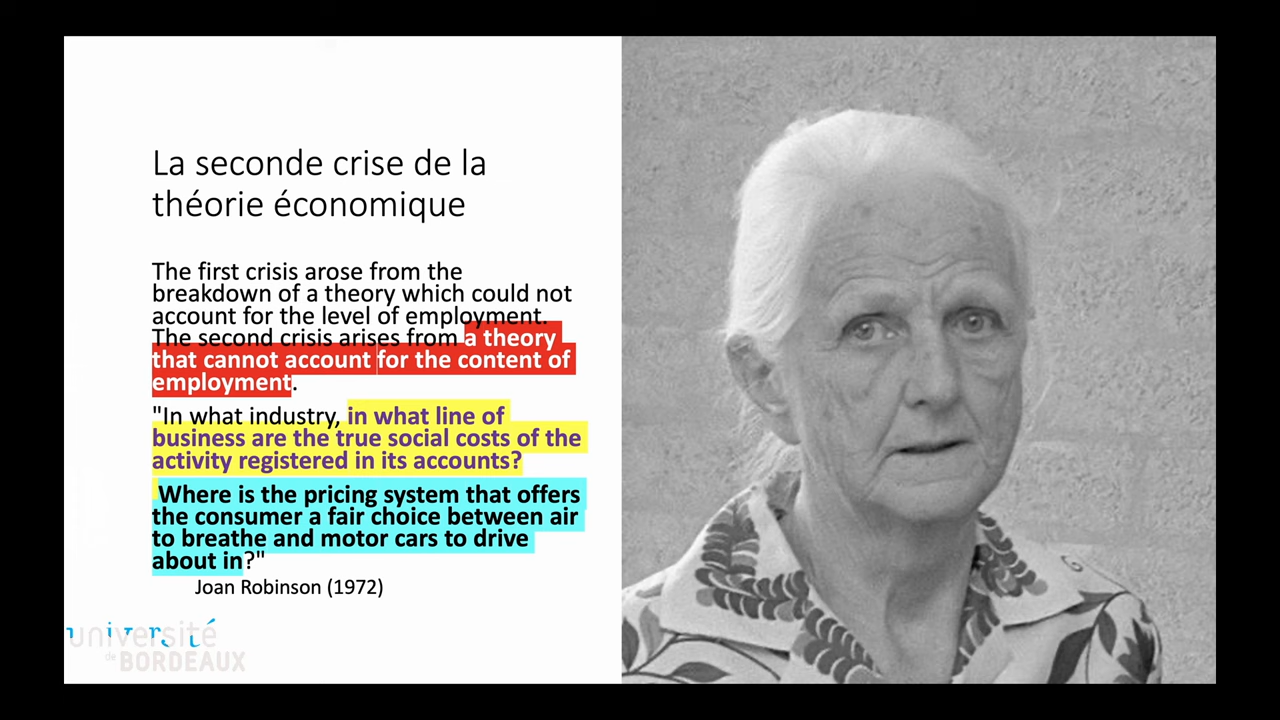 La seconde crise de la
théorie économique
The first crisis arose from the
breakdown of a theory which could not
account for the level of employment.
The second crisis arises from a theory
that cannot account for the content of
employment.
"In what industry, in what line of
business are the true social costs of the
activity registered in its accounts?
Where is the pricing system that offers
the consumer a fair choice between air
to breathe and motor cars to drive
about in?"
Joan Robinson (1972)
université
de BORDEAUX